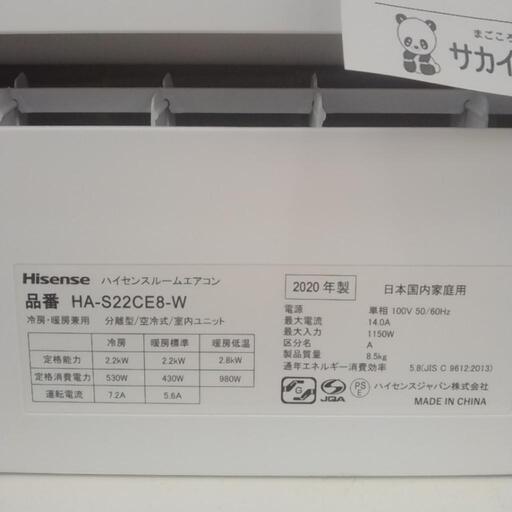 まごころ
サカイ
Hisense ハイセンスルームエアコン
品番 HA-S22CE8-W
冷房・暖房兼用 分離型/空冷式/室内ユニット
冷房 暖房標準 暖房低温
定格能力 2.2kW 2.2kW 2.8kW
定格消費電力 530W 430W 980W
運転電流 7.2A 5.6A
2020年製 日本国内家庭用
電源 単相 100V 50/60Hz
最大電流 14.0A
最大入力 1150W
区分名 A
製品質量 8.5kg
通年エネルギー消費効率 5.8(JIS C 9612:2013)
G JQA PSE ハイセンスジャパン株式会社
MADE IN CHINA